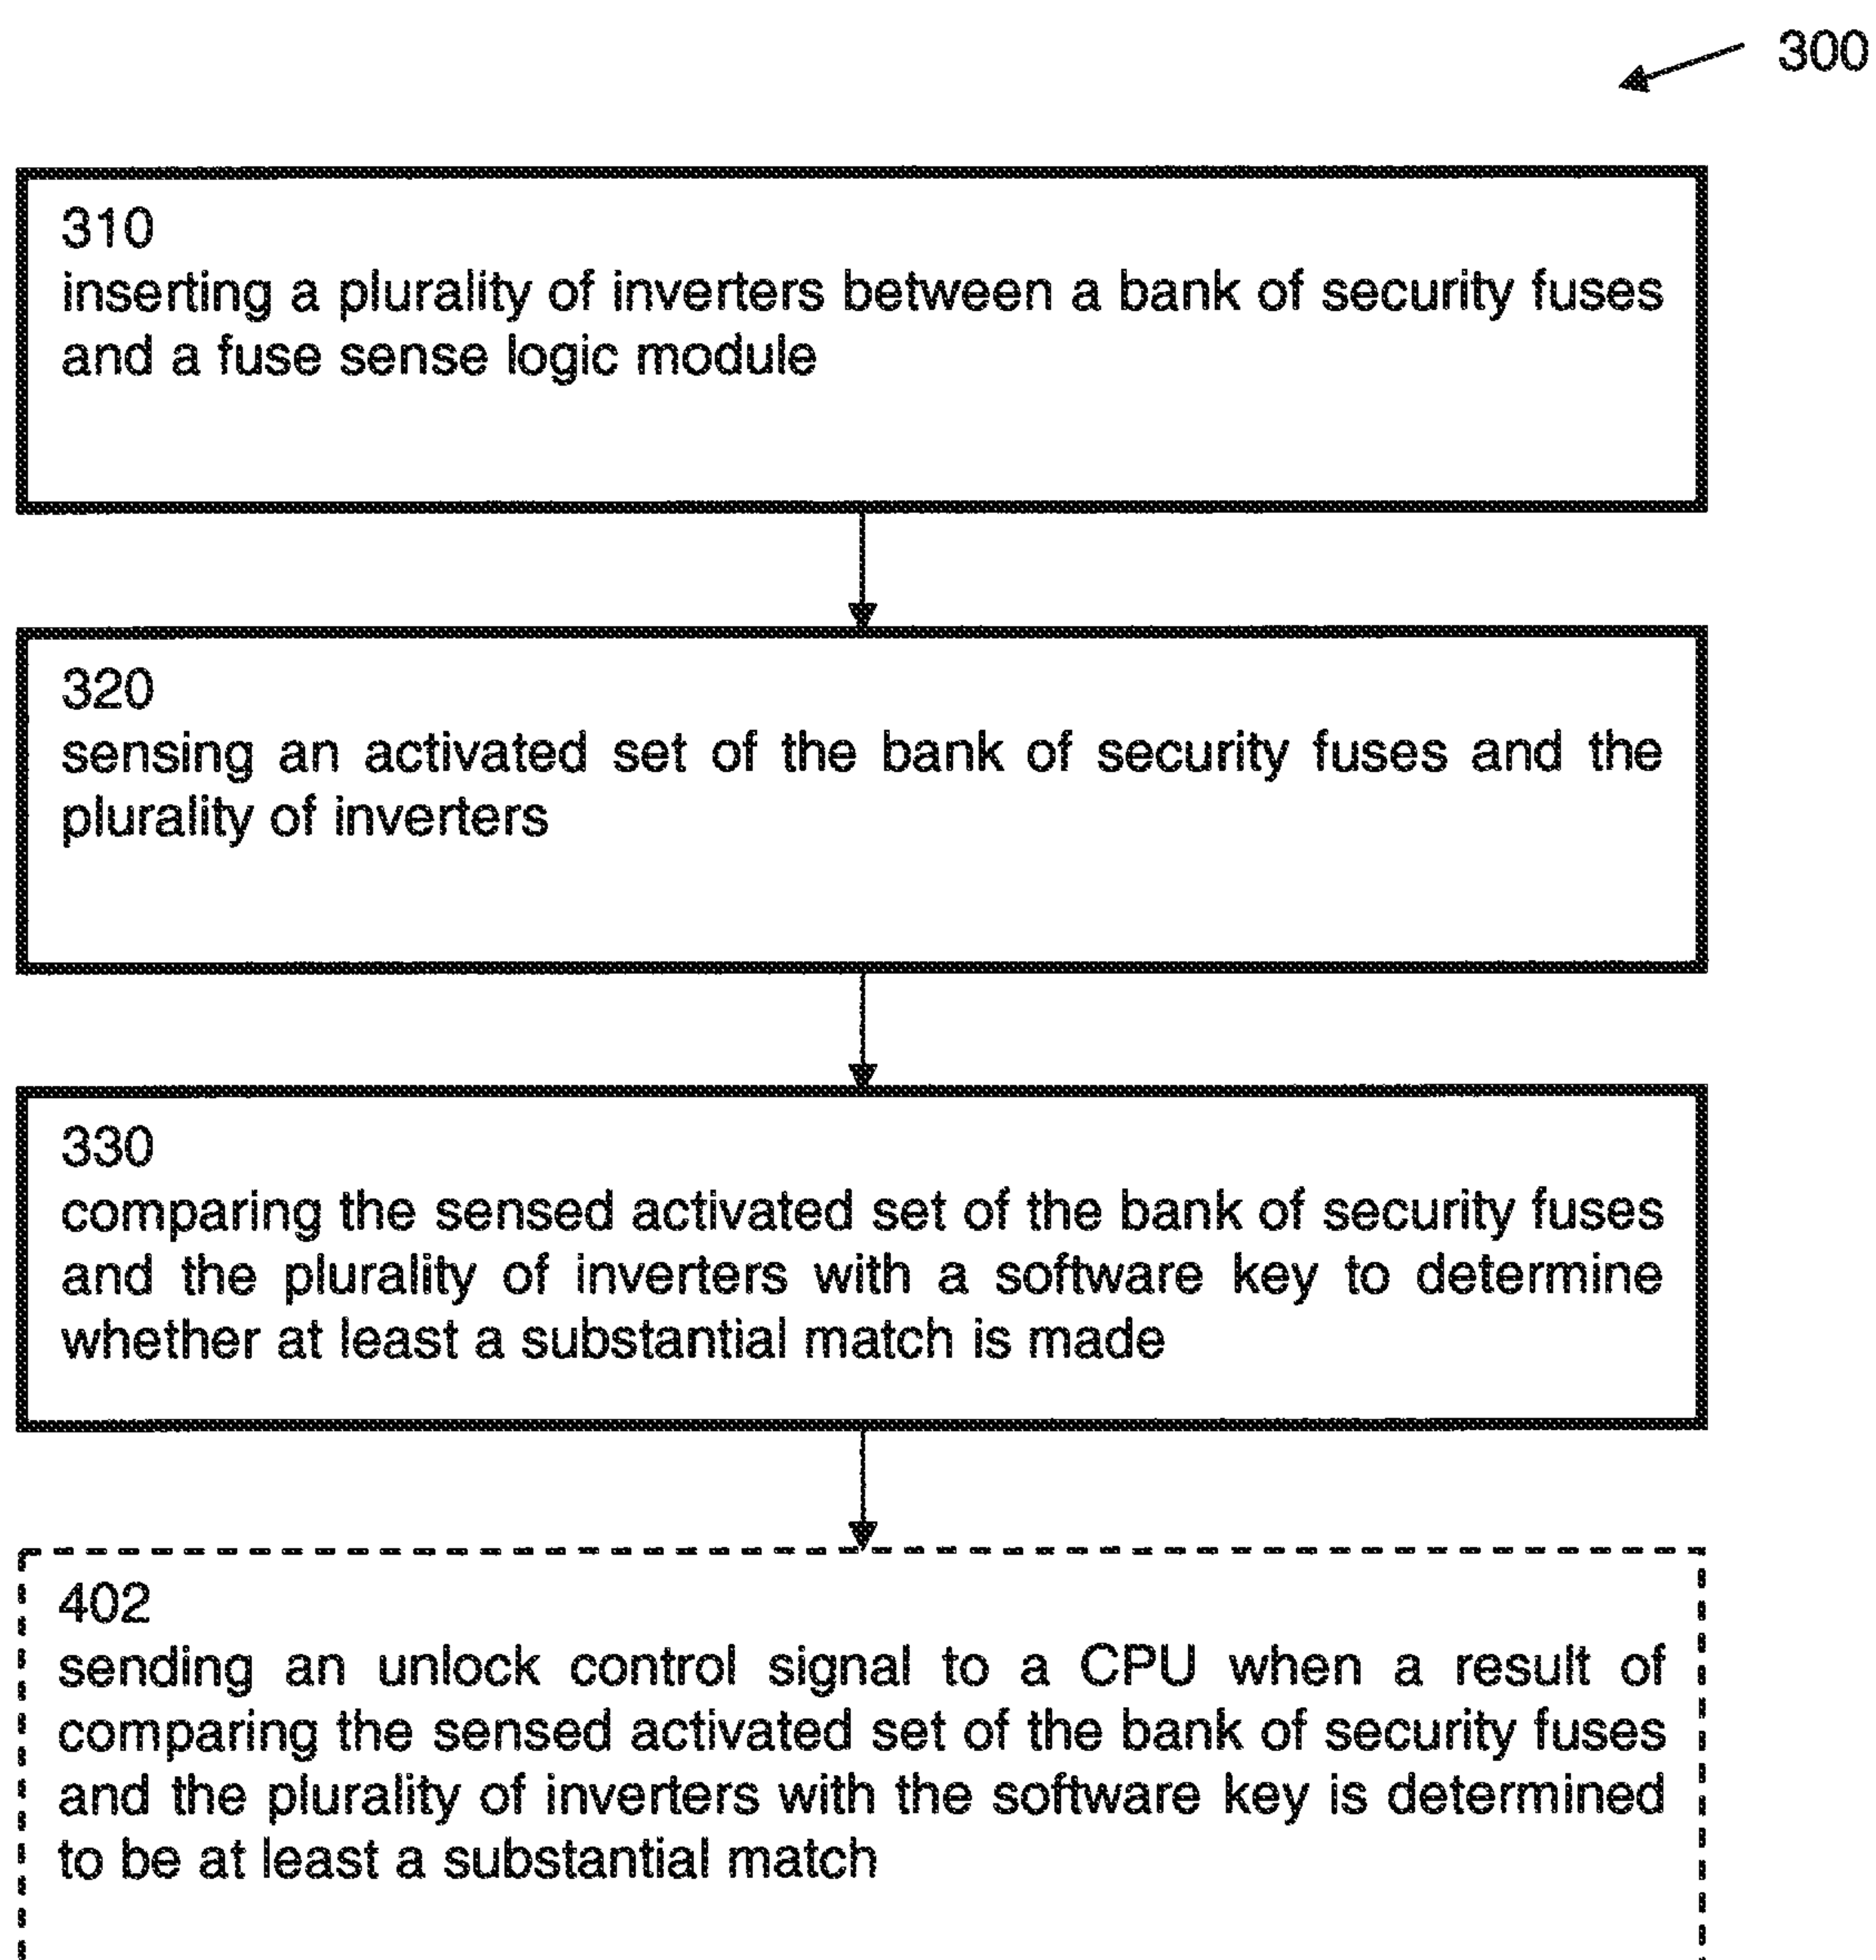 300
310
inserting a plurality of inverters between a bank of security fuses
and a fuse sense logic module
320
sensing an activated set of the bank of security fuses and the
plurality of inverters
330
comparing the sensed activated set of the bank of security fuses
and the plurality of inverters with a software key to determine
whether at least a substantial match is made
402
sending an unlock control signal to a CPU when a result of
comparing the sensed activated set of the bank of security fuses
and the plurality of inverters with the software key is determined
to be at least a substantial match